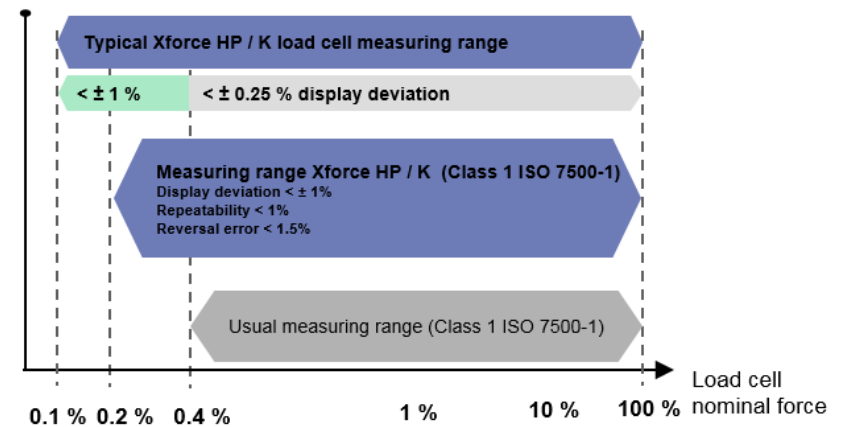 Typical Xforce HP / K load cell measuring range
< ± 1 %
< ± 0.25 % display deviation
Measuring range Xforce HP / K (Class 1 ISO 7500-1)
Display deviation < ± 1%
Repeatability < 1%
Reversal error < 1.5%
Usual measuring range (Class 1 ISO 7500-1)
0.1 % 0.2 % 0.4 % 1 % 10 % 100 %
Load cell
nominal force